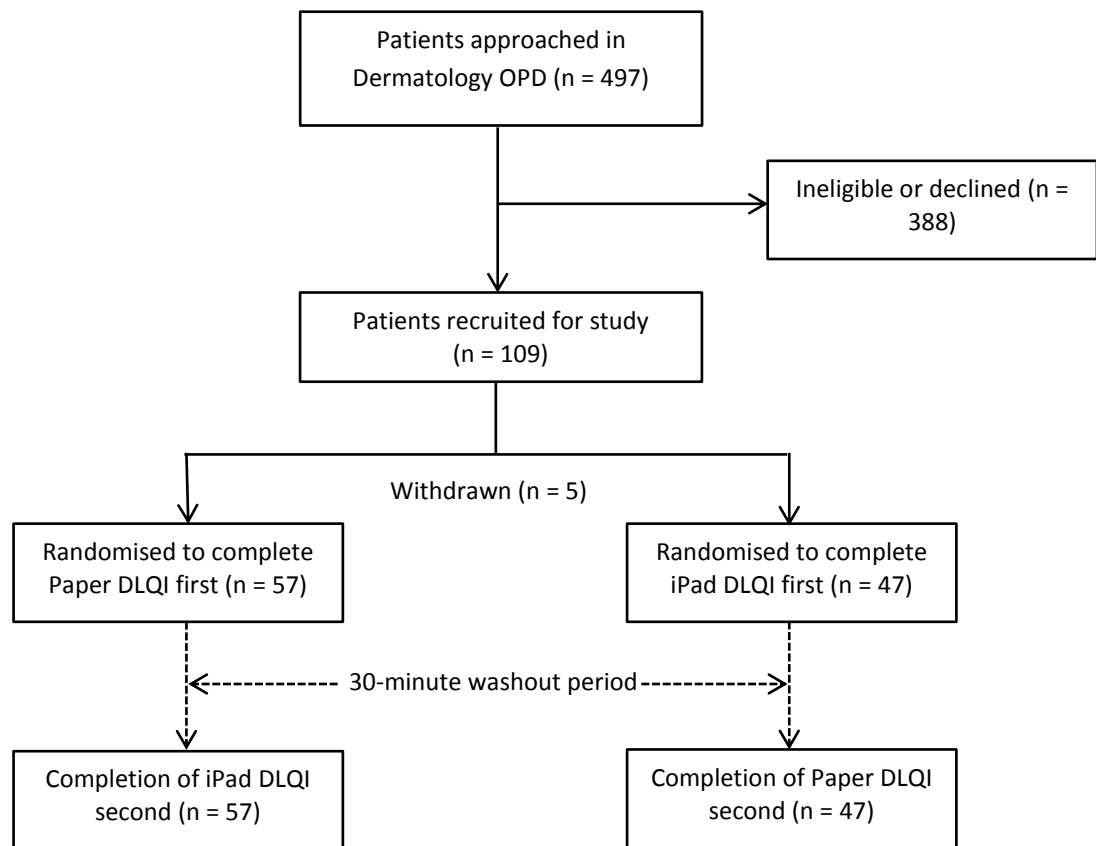 Patients approached in
Dermatology OPD (n = 497)
Ineligible or declined (n =
388)
Patients recruited for study
(n = 109)
Withdrawn (n = 5)
Randomised to complete
Paper DLQI first (n = 57)
Randomised to complete
iPad DLQI first (n = 47)
30-minute washout period
Completion of iPad DLQI
second (n = 57)
Completion of Paper DLQI
second (n = 47)